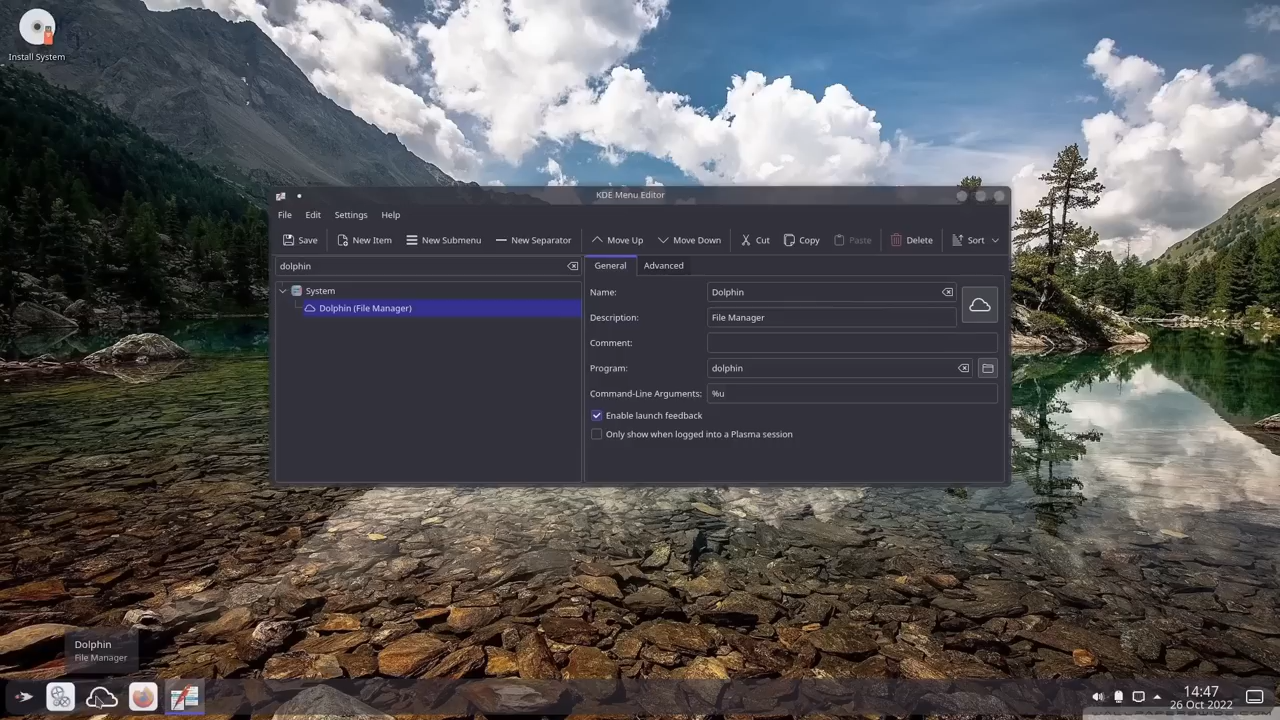 Install System
KDE Menu Editor
File Edit Settings Help
Save New Item New Submenu New Separator Move Up Move Down Cut Copy Paste Delete Sort
dolphin
System
Dolphin (File Manager)
General Advanced
Name: Dolphin
Description: File Manager
Comment:
Program: dolphin
Command-Line Arguments: %u
Enable launch feedback
Only show when logged into a Plasma session
Dolphin
File Manager
14:47
26 Oct 2022